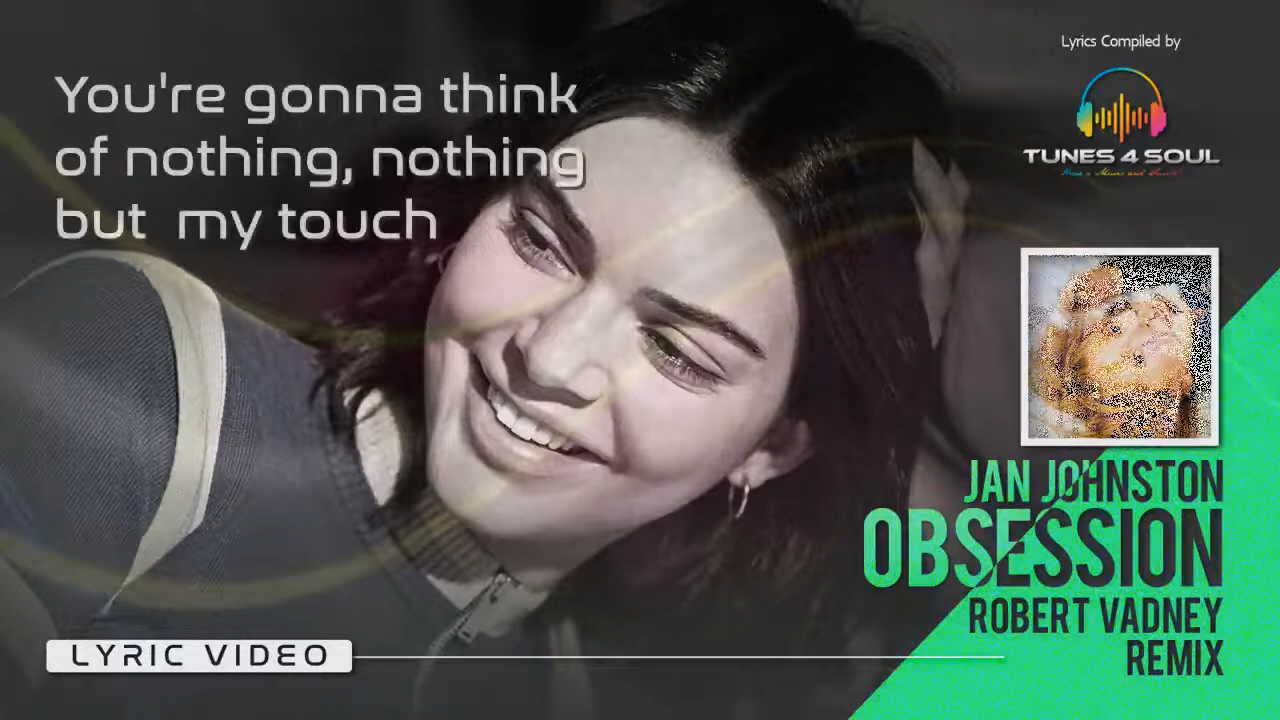 You're gonna think
of nothing, nothing
but my touch
Lyrics Compiled by
TUNES 4 SOUL
JAN JOHNSTON
OBSESSION
ROBERT VADNEY
REMIX
LYRIC VIDEO